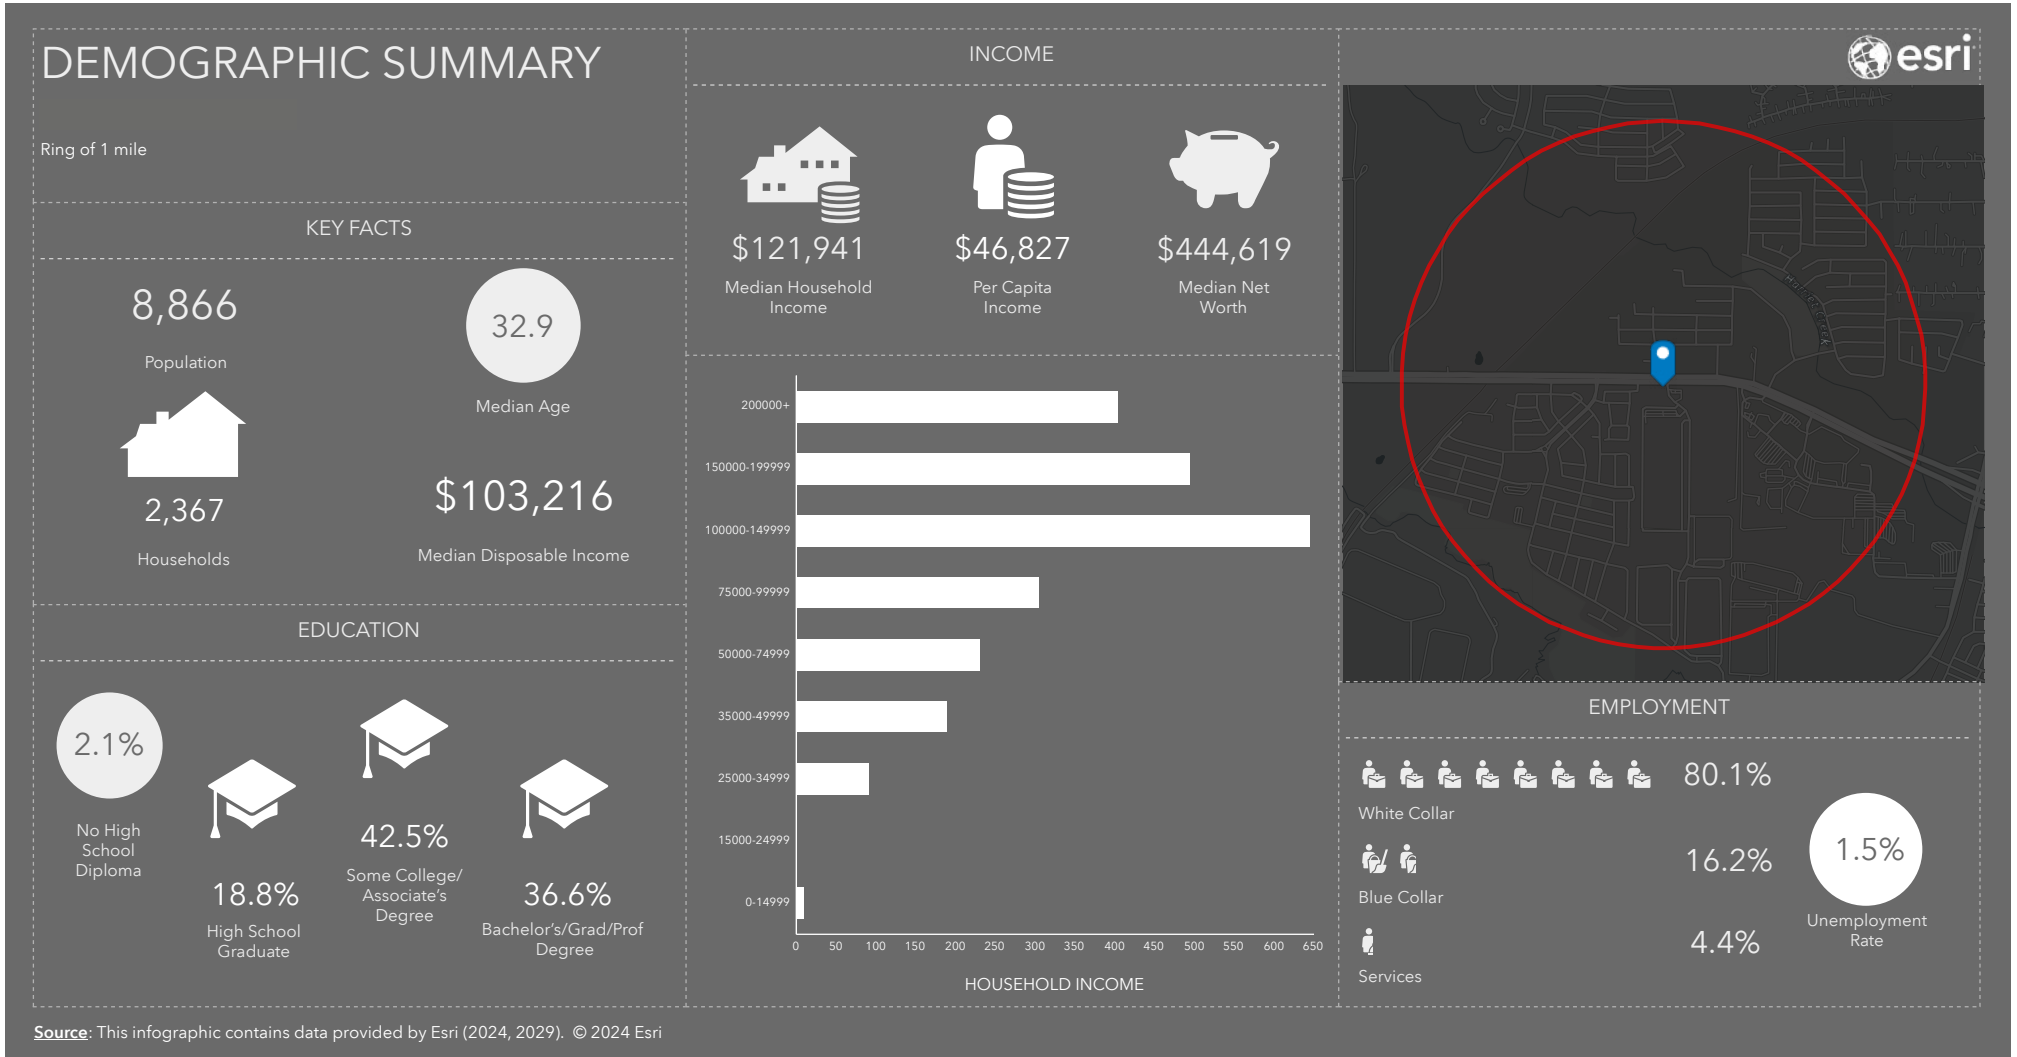 DEMOGRAPHIC SUMMARY
Ring of 1 mile
KEY FACTS
8,866
Population
32.9
Median Age
2,367
Households
$103,216
Median Disposable Income
EDUCATION
2.1%
No High
School
Diploma
18.8%
High School
Graduate
42.5%
Some College/
Associate's
Degree
36.6%
Bachelor's/Grad/Prof
Degree
INCOME
$121,941
Median Household
Income
$46,827
Per Capita
Income
$444,619
Median Net
Worth
200000+
150000-199999
100000-149999
75000-99999
50000-74999
35000-49999
25000-34999
15000-24999
0-14999
0 50 100 150 200 250 300 350 400 450 500 550 600 650
HOUSEHOLD INCOME
esri
Creek
EMPLOYMENT
80.1%
White Collar
16.2%
Blue Collar
4.4%
Services
1.5%
Unemployment
Rate
Source: This infographic contains data provided by Esri (2024, 2029). © 2024 Esri